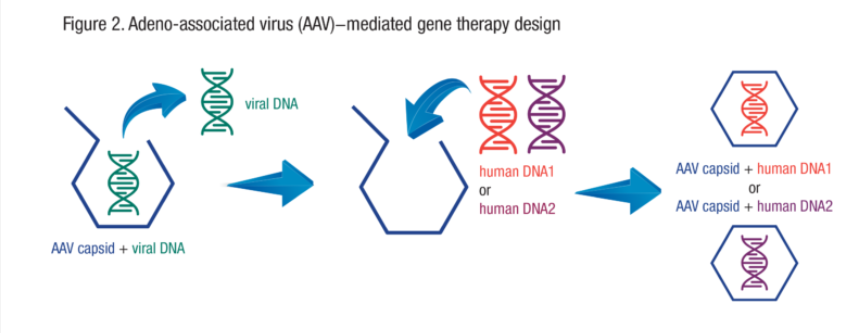 Figure 2. Adeno-associated virus (AAV)–mediated gene therapy design
viral DNA
AAV capsid + viral DNA
human DNA1
or
human DNA2
AAV capsid + human DNA1
or
AAV capsid + human DNA2